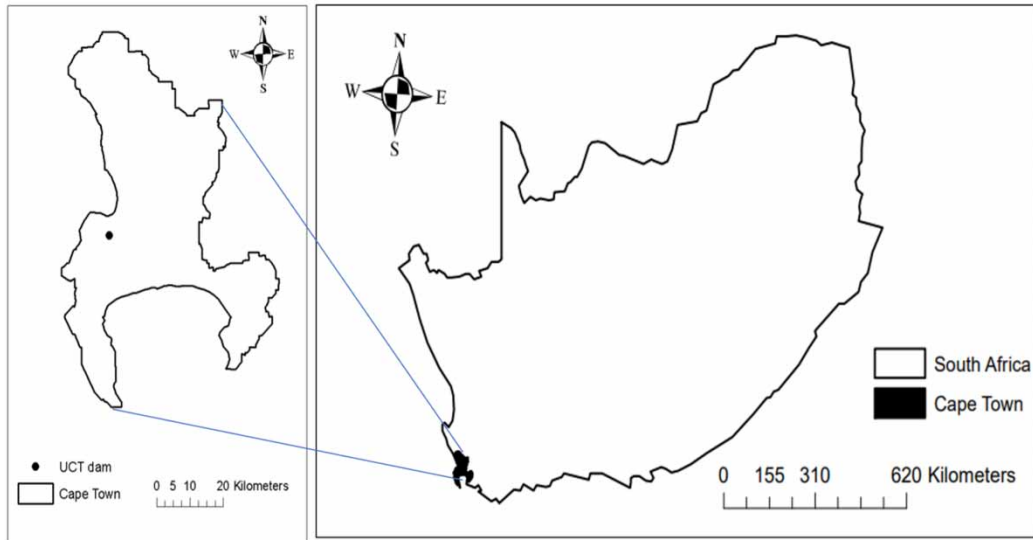 N
W E
S
UCT dam
Cape Town
0 5 10 20 Kilometers
N
W E
S
South Africa
Cape Town
0 155 310 620 Kilometers